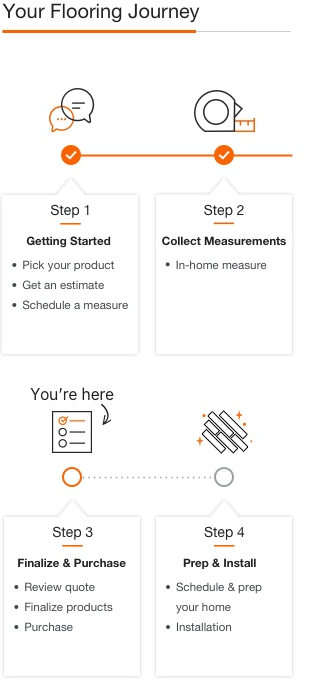 Your Flooring Journey
Step 1
Getting Started
• Pick your product
• Get an estimate
• Schedule a measure
Step 2
Collect Measurements
• In-home measure
You're here
Step 3
Finalize & Purchase
• Review quote
• Finalize products
• Purchase
Step 4
Prep & Install
• Schedule & prep
your home
• Installation